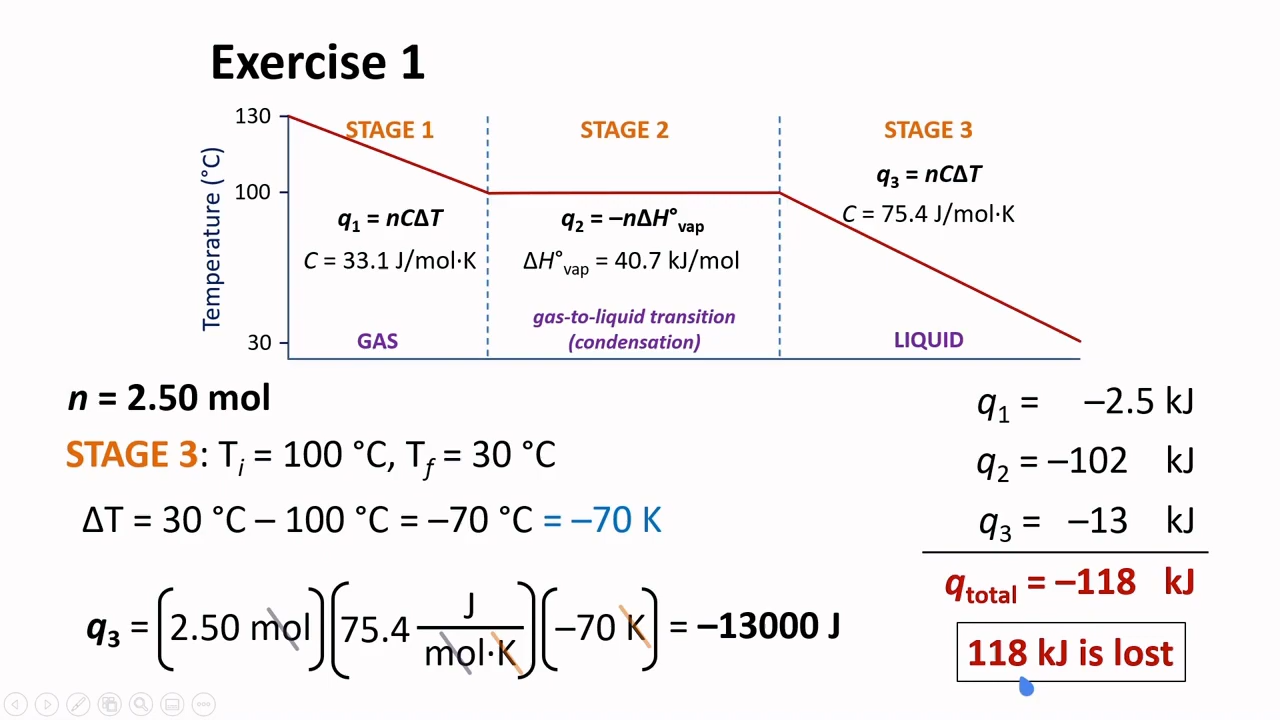 Exercise 1
130
100
30
Temperature (°C)
STAGE 1
q₁ = nCΔT
C = 33.1 J/mol·K
GAS
STAGE 2
q₂ = –nΔH°vap
ΔH°vap = 40.7 kJ/mol
gas-to-liquid transition
(condensation)
STAGE 3
q₃ = nCΔT
C = 75.4 J/mol·K
LIQUID
n = 2.50 mol
STAGE 3: Tᵢ = 100 °C, T_f = 30 °C
ΔT = 30 °C – 100 °C = –70 °C = –70 K
q₃ = (2.50 mol)(75.4 J/mol·K)(–70 K) = –13000 J
q₁ = –2.5 kJ
q₂ = –102 kJ
q₃ = –13 kJ
qtotal = –118 kJ
118 kJ is lost